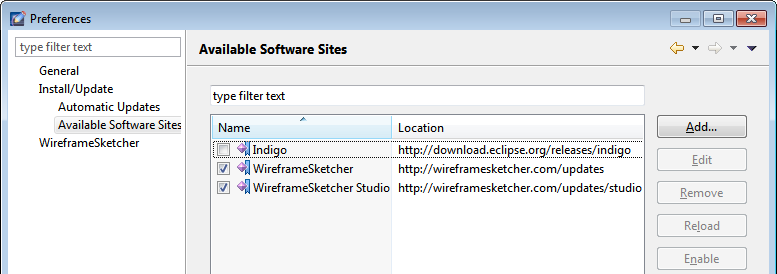 Preferences
type filter text
General
Install/Update
Automatic Updates
Available Software Sites
WireframeSketcher
Available Software Sites
type filter text
Name Location
Indigo http://download.eclipse.org/releases/indigo
WireframeSketcher http://wireframesketcher.com/updates
WireframeSketcher Studio http://wireframesketcher.com/updates/studio
Add...
Edit
Remove
Reload
Enable